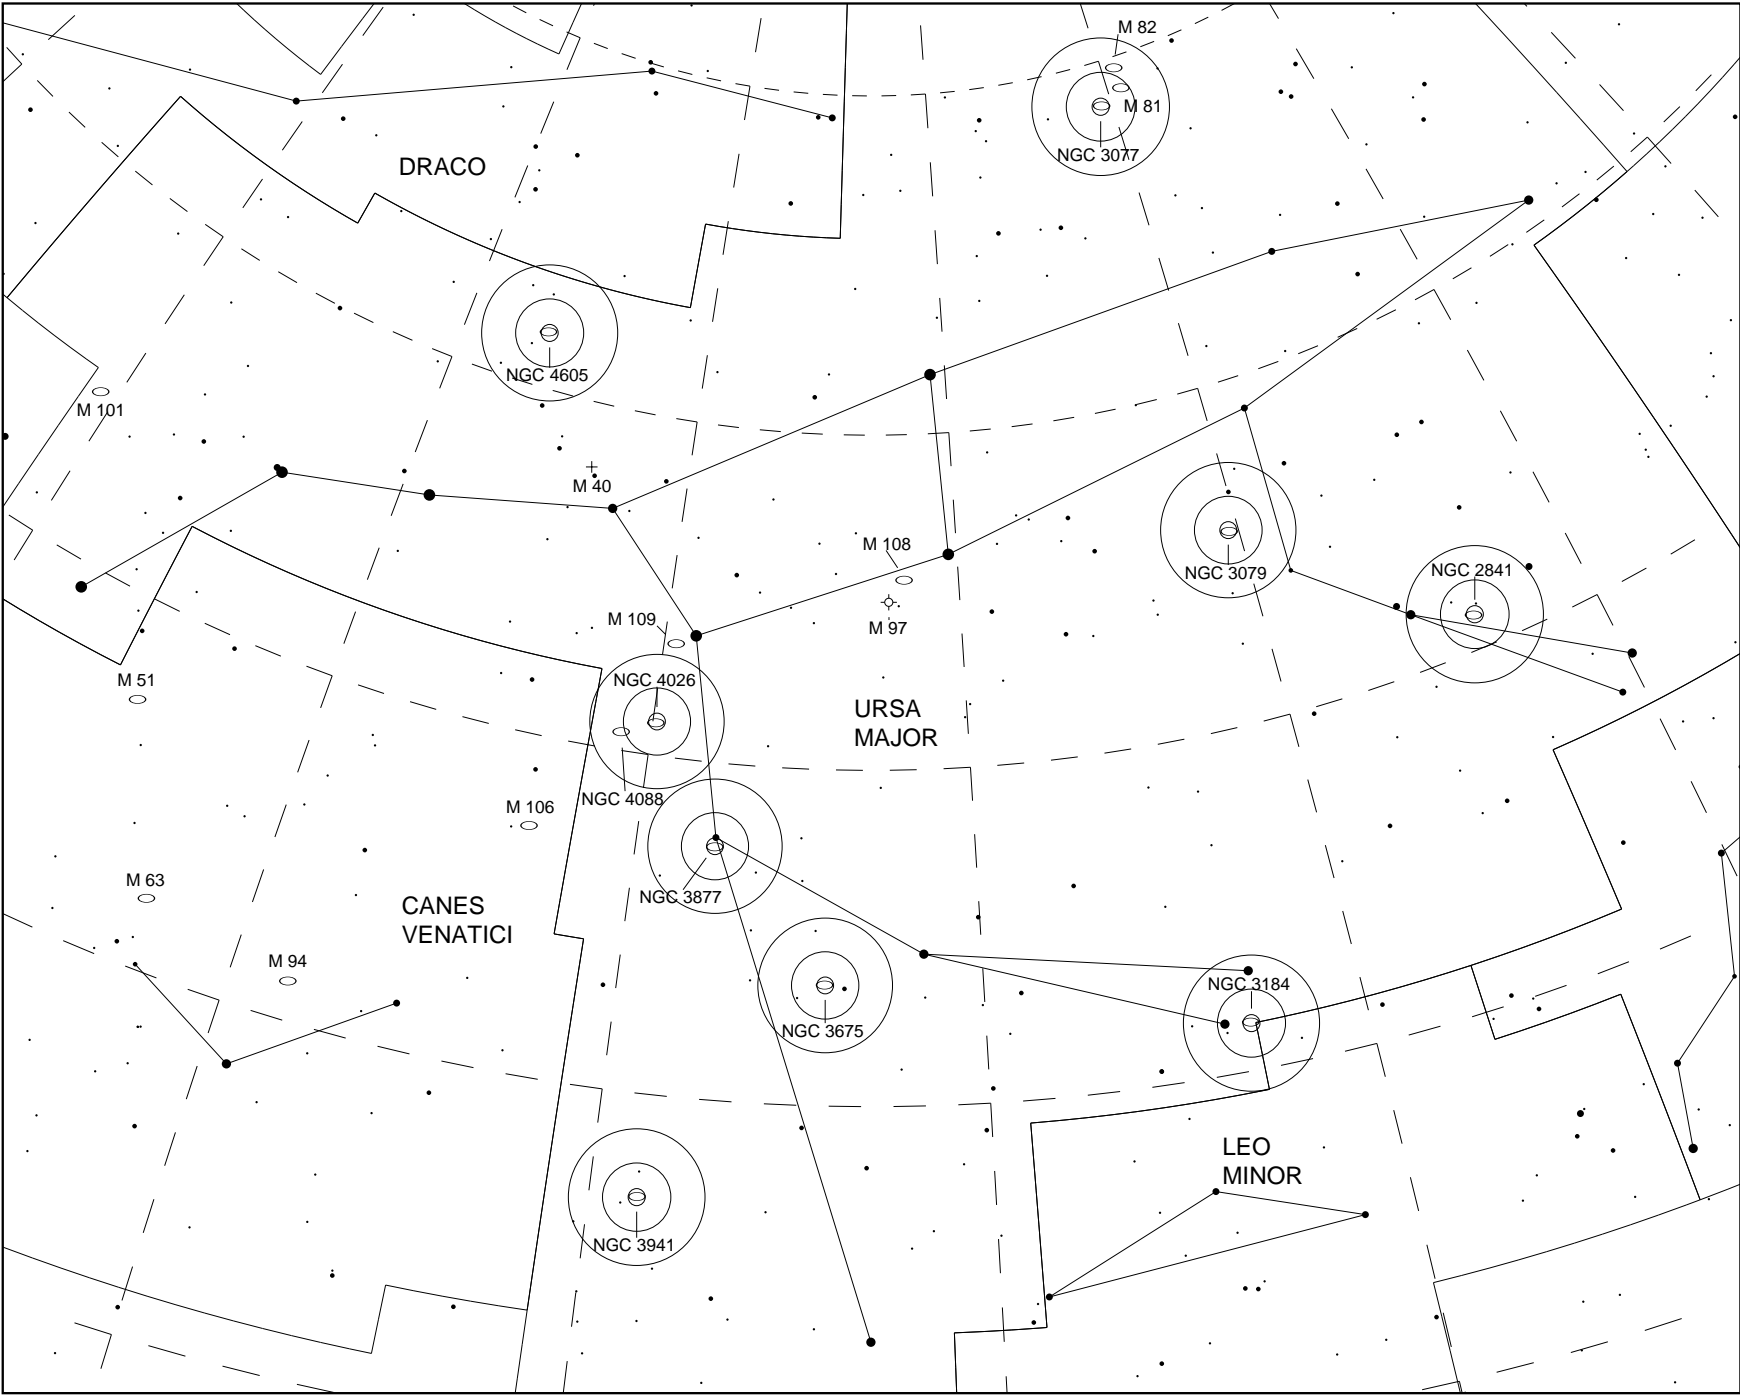 M 82
M 81
NGC 3077
DRACO
NGC 4605
M 101
M 40
M 108
NGC 3079
NGC 2841
M 109
M 97
M 51
NGC 4026
URSA
MAJOR
NGC 4088
M 106
M 63
NGC 3877
CANES
VENATICI
M 94
NGC 3184
NGC 3675
LEO
MINOR
NGC 3941